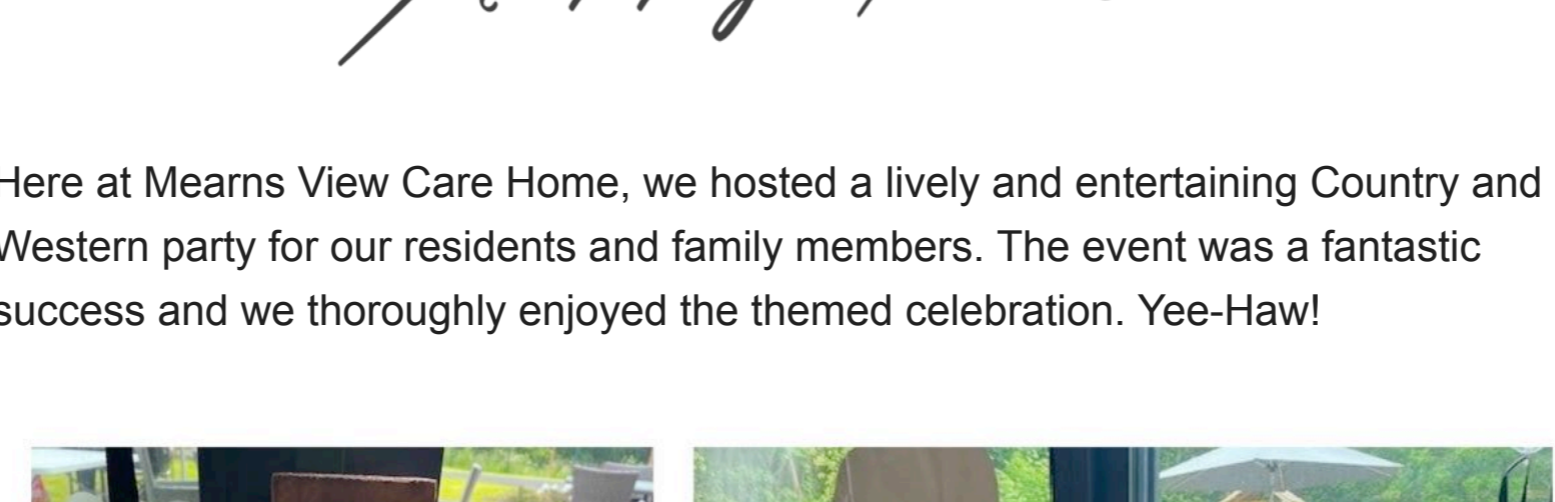 Here at Mearns View Care Home, we hosted a lively and entertaining Country and
Western party for our residents and family members. The event was a fantastic
success and we thoroughly enjoyed the themed celebration. Yee-Haw!